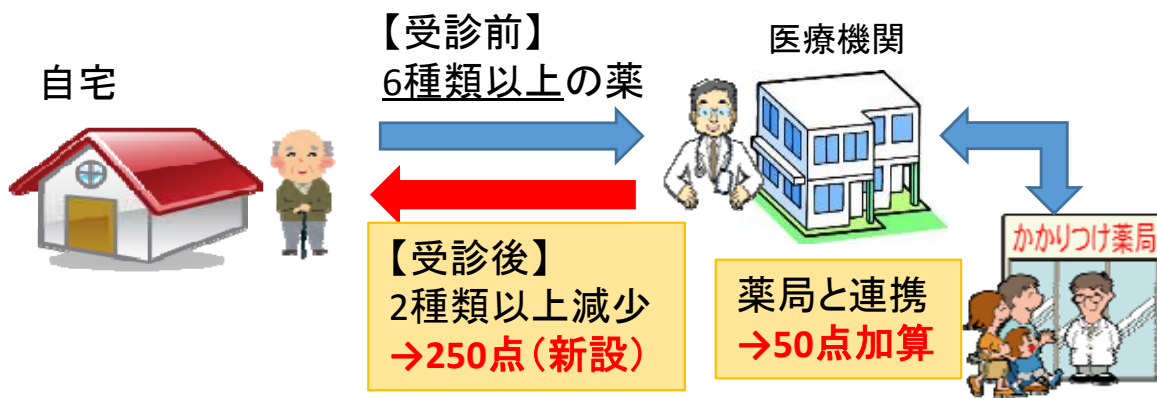 自宅
【受診前】
6種類以上の薬
医療機関
【受診後】
2種類以上減少
→250点(新設)
薬局と連携
→50点加算
かかりつけ薬局